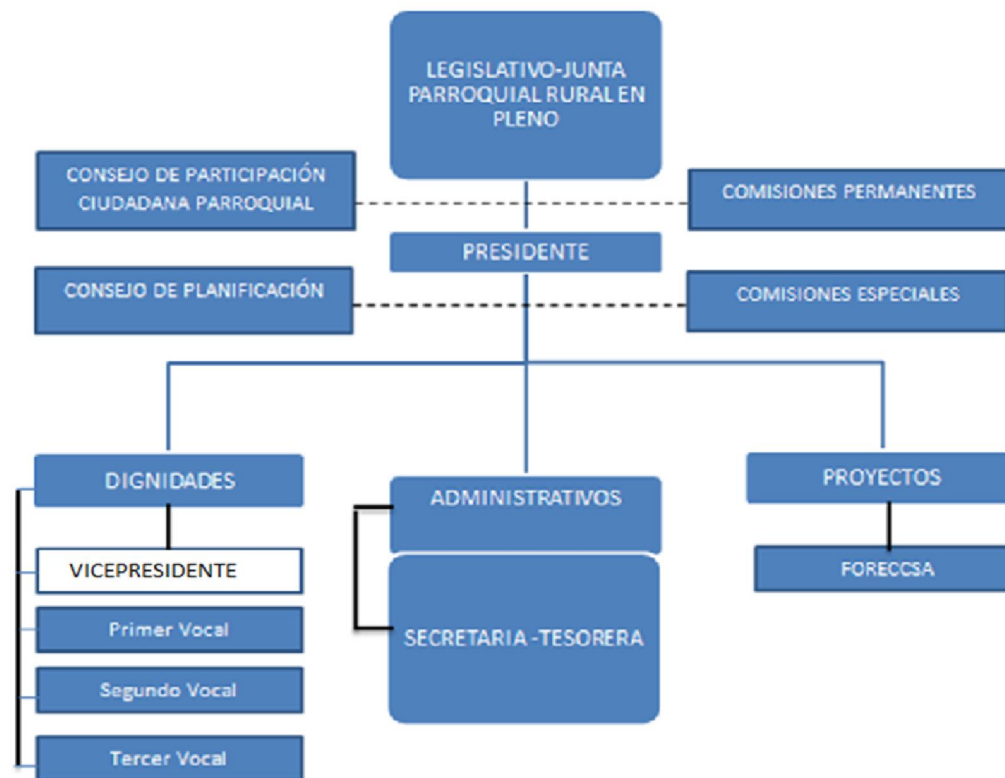 LEGISLATIVO-JUNTA
PARROQUIAL RURAL EN
PLENO
CONSEJO DE PARTICIPACIÓN
CIUDADANA PARROQUIAL
COMISIONES PERMANENTES
PRESIDENTE
CONSEJO DE PLANIFICACIÓN
COMISIONES ESPECIALES
DIGNIDADES
VICEPRESIDENTE
Primer Vocal
Segundo Vocal
Tercer Vocal
ADMINISTRATIVOS
SECRETARIA -TESORERA
PROYECTOS
FORECCSA